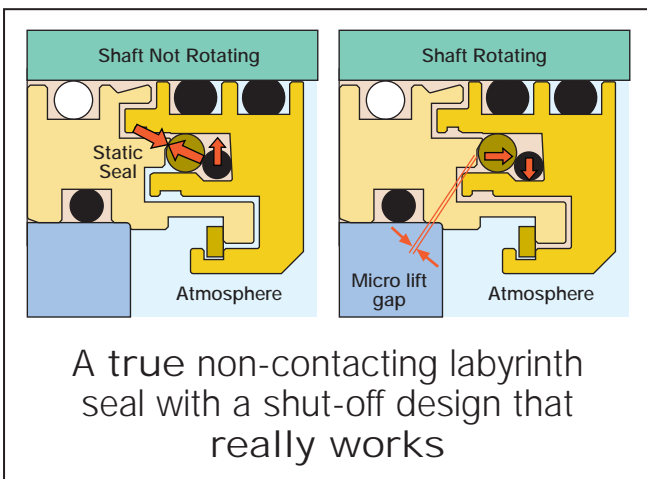 Shaft Not Rotating
Static
Seal
Atmosphere
Shaft Rotating
Micro lift
gap
Atmosphere
A true non-contacting labyrinth
seal with a shut-off design that
really works